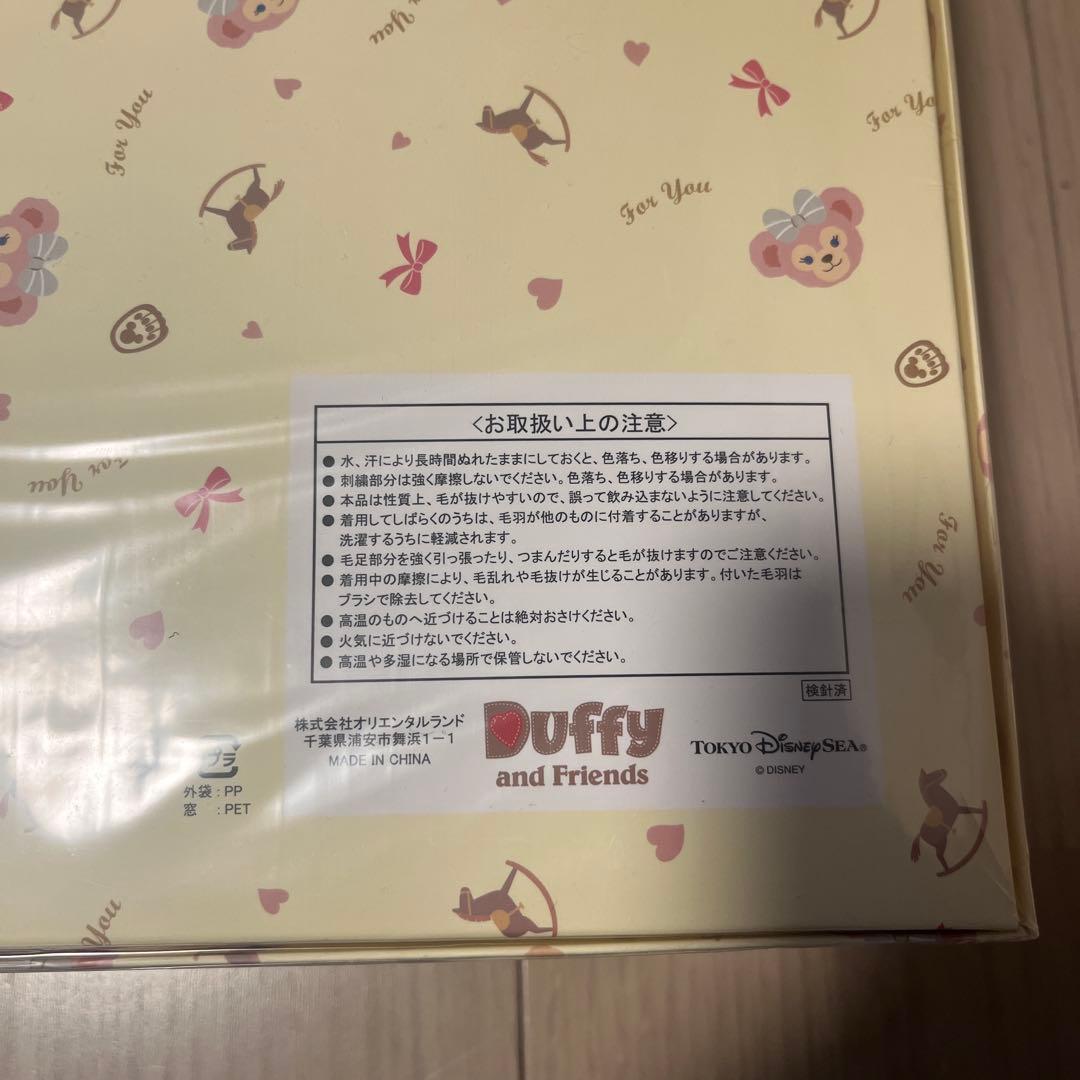 For You
For You
For Yo
For You
For You
For You
You
<お取扱い上の注意>
● 水、汗により長時間ぬれたままにしておくと、色落ち、色移りする場合があります。
● 刺繍部分は強く摩擦しないでください。色落ち、色移りする場合があります。
● 本品は性質上、毛が抜けやすいので、誤って飲み込まないように注意してください。
● 着用してしばらくのうちは、毛羽が他のものに付着することがありますが、
洗濯するうちに軽減されます。
● 毛足部分を強く引っ張ったり、つまんだりすると毛が抜けますのでご注意ください。
● 着用中の摩擦により、毛乱れや毛抜けが生じることがあります。付いた毛羽は
ブラシで除去してください。
● 高温のものへ近づけることは絶対おさけください。
● 火気に近づけないでください。
● 高温や多湿になる場所で保管しないでください。
検針済
株式会社オリエンタルランド
千葉県浦安市舞浜1-1
MADE IN CHINA
Duffy
and Friends
TOKYO DISNEYSEA®
© DISNEY
プラ
外袋 : PP
窓 : PET